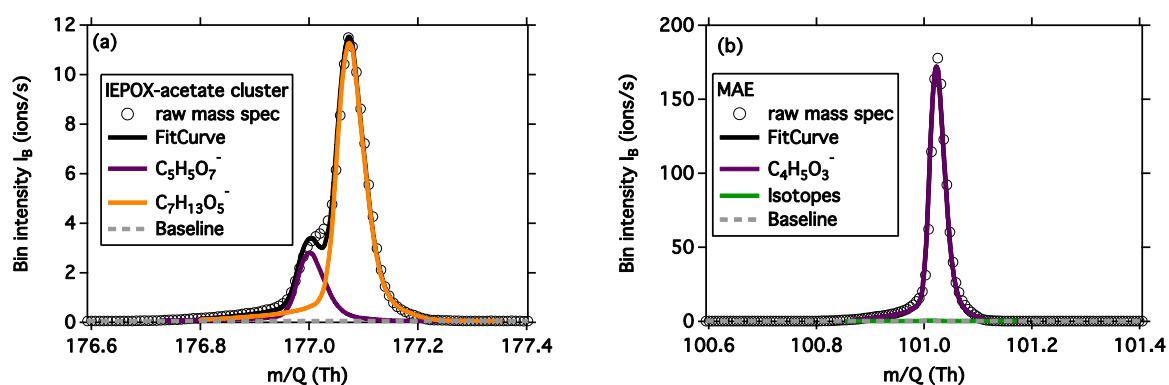 (a)
IEPOX-acetate cluster
raw mass spec
FitCurve
C₅H₅O₇⁻
C₇H₁₃O₅⁻
Baseline
12
10
8
6
4
2
0
Bin intensity I_B (ions/s)
176.6 176.8 177.0 177.2 177.4
m/Q (Th)
(b)
MAE
raw mass spec
FitCurve
C₄H₅O₃⁻
Isotopes
Baseline
200
150
100
50
0
Bin intensity I_B (ions/s)
100.6 100.8 101.0 101.2 101.4
m/Q (Th)